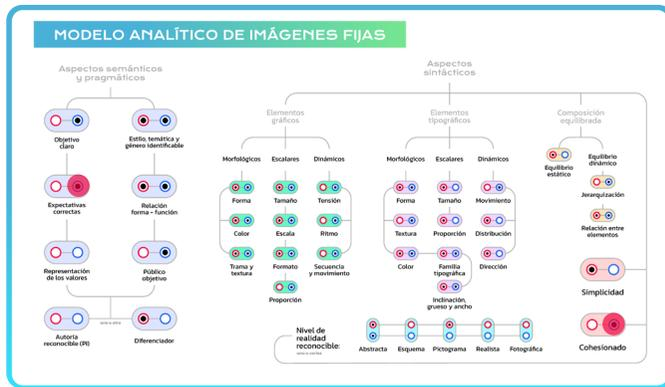 MODELO ANALÍTICO DE IMÁGENES FIJAS
Aspectos semánticos
y pragmáticos
Objetivo
claro
Estilo, temática y
género identificable
Expectativas
correctas
Relación
forma - función
Representación
de los valores
Público
objetivo
Autoría
reconocible (PI)
uno u otro
Diferenciador
Aspectos
sintácticos
Elementos
gráficos
Morfológicos
Escalares
Dinámicos
Forma
Tamaño
Tensión
Color
Escala
Ritmo
Trama y
textura
Formato
Secuencia
y movimiento
Proporción
Elementos
tipográficos
Morfológicos
Escalares
Dinámicos
Forma
Tamaño
Movimiento
Textura
Proporción
Distribución
Color
Familia
tipográfica
Dirección
Inclinación,
grueso y ancho
Composición
equilibrada
Equilibrio
estático
Equilibrio
dinámico
Jerarquización
Relación entre
elementos
Simplicidad
Cohesionado
Nivel de
realidad
reconocible:
uno o varios
Abstracta
Esquema
Pictograma
Realista
Fotográfica